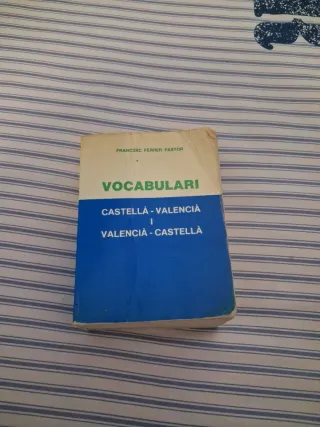 FRANCESC FERRER PASTOR
VOCABULARI
CASTELLÀ - VALENCIÀ
I
VALENCIÀ - CASTELLÀ